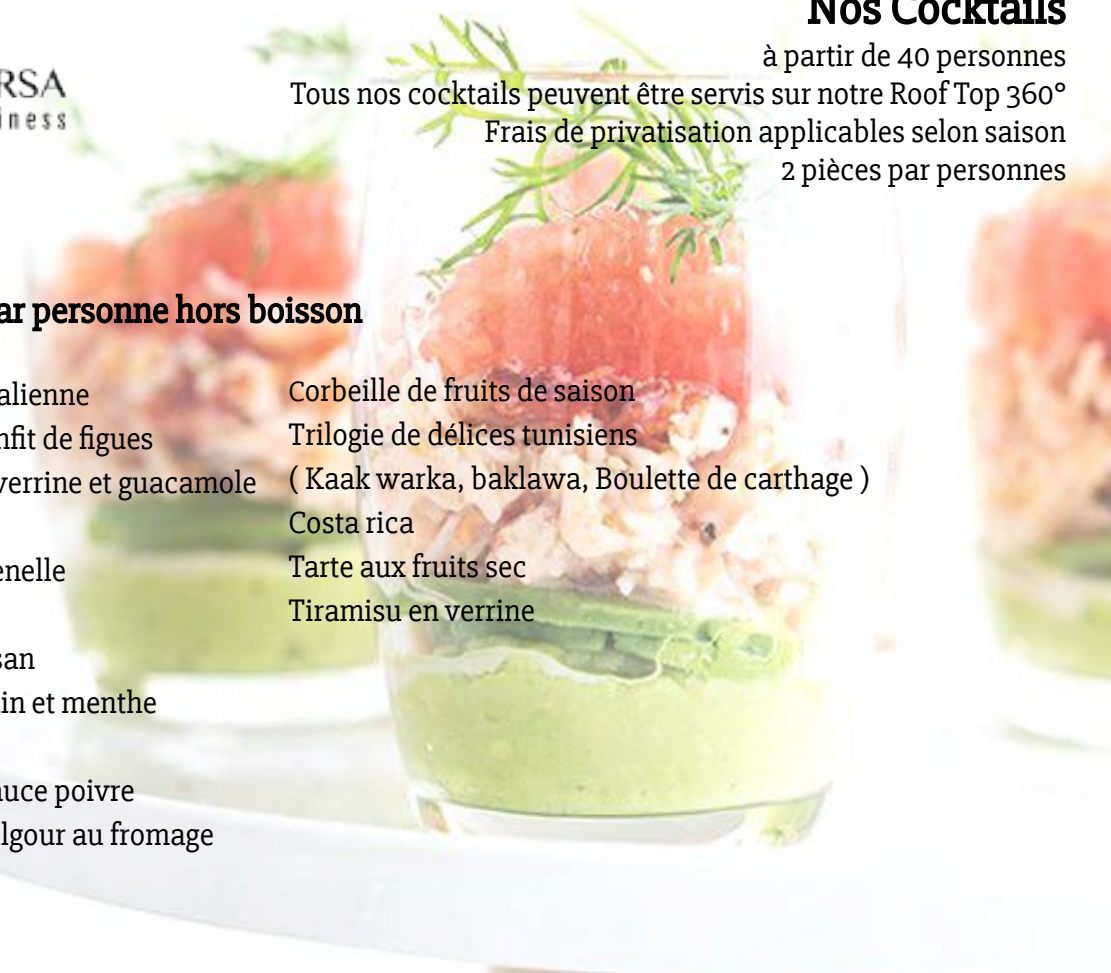 Nos Cocktails
RSA
iness
à partir de 40 personnes
Tous nos cocktails peuvent être servis sur notre Roof Top 360°
Frais de privatisation applicables selon saison
2 pièces par personnes
ar personne hors boisson
alienne
nfit de figues
verrine et guacamole
enelle
san
in et menthe
uce poivre
lgour au fromage
Corbeille de fruits de saison
Trilogie de délices tunisiens
( Kaak warka, baklawa, Boulette de carthage )
Costa rica
Tarte aux fruits sec
Tiramisu en verrine